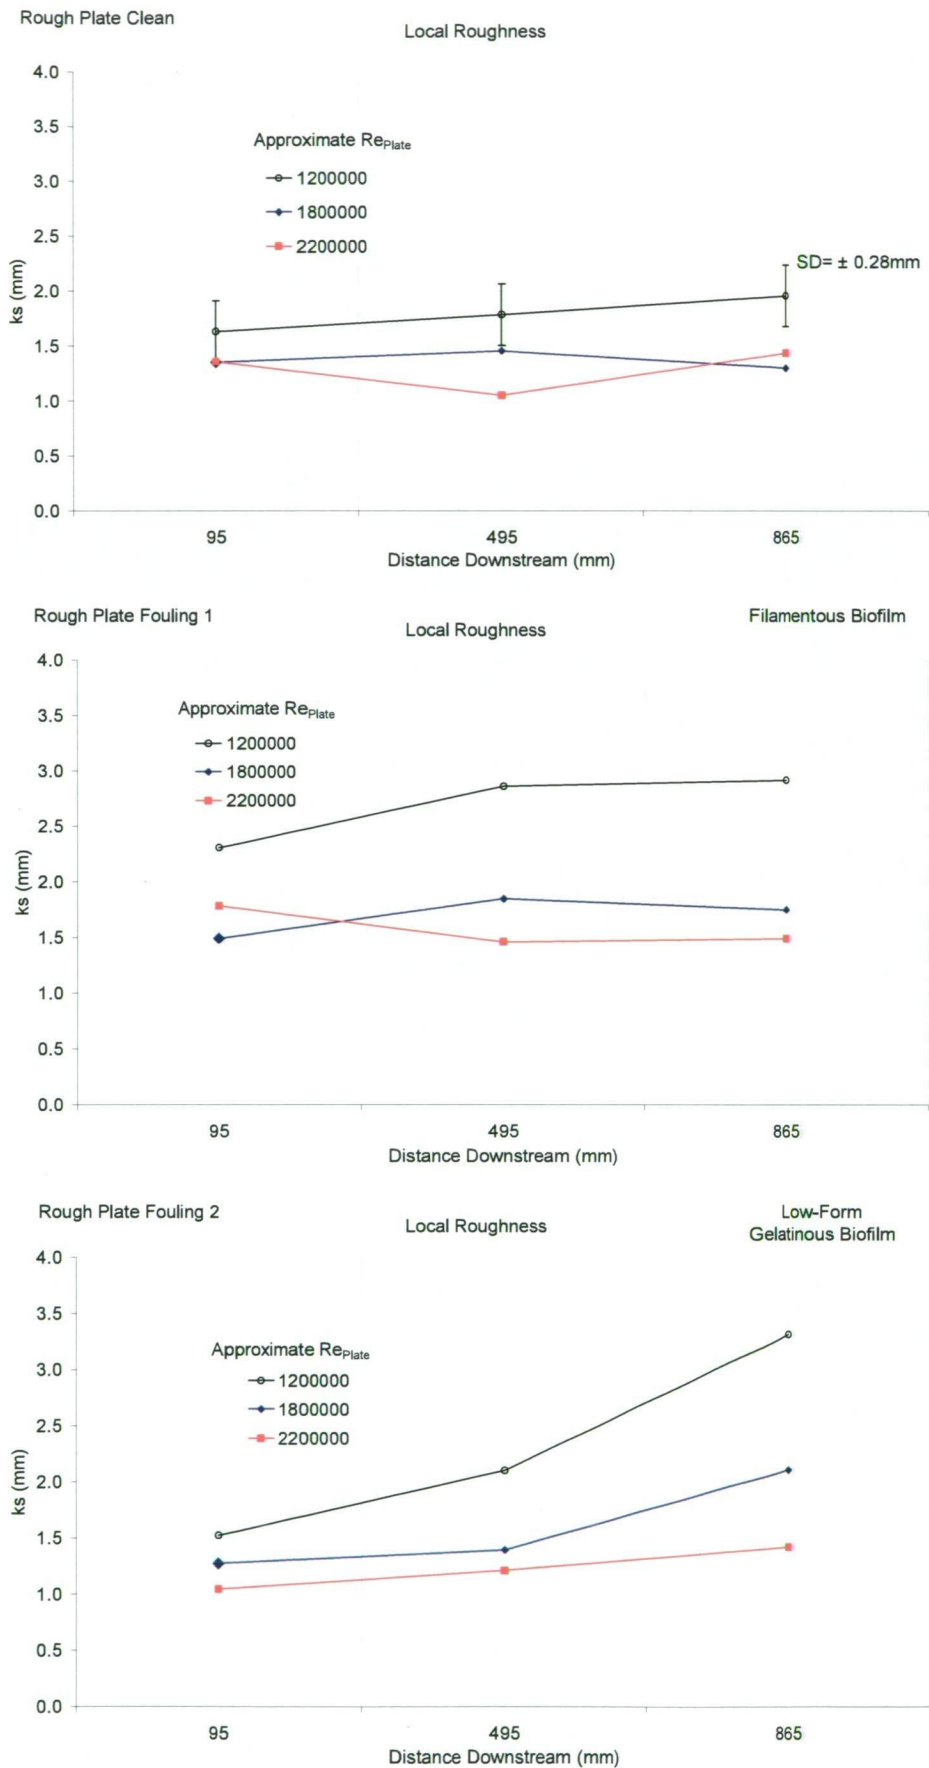 Rough Plate Clean
Local Roughness
4.0
3.5
3.0
2.5
2.0
1.5
1.0
0.5
0.0
ks (mm)
Approximate RePlate
1200000
1800000
2200000
SD= ± 0.28mm
95 495 865
Distance Downstream (mm)
Rough Plate Fouling 1
Local Roughness
Filamentous Biofilm
4.0
3.5
3.0
2.5
2.0
1.5
1.0
0.5
0.0
ks (mm)
Approximate RePlate
1200000
1800000
2200000
95 495 865
Distance Downstream (mm)
Rough Plate Fouling 2
Local Roughness
Low-Form
Gelatinous Biofilm
4.0
3.5
3.0
2.5
2.0
1.5
1.0
0.5
0.0
ks (mm)
Approximate RePlate
1200000
1800000
2200000
95 495 865
Distance Downstream (mm)